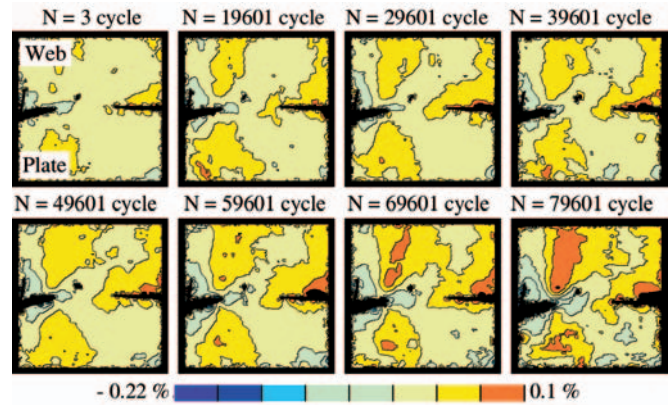 N = 3 cycle N = 19601 cycle N = 29601 cycle N = 39601 cycle
Web
Plate
N = 49601 cycle N = 59601 cycle N = 69601 cycle N = 79601 cycle
- 0.22 % 0.1 %